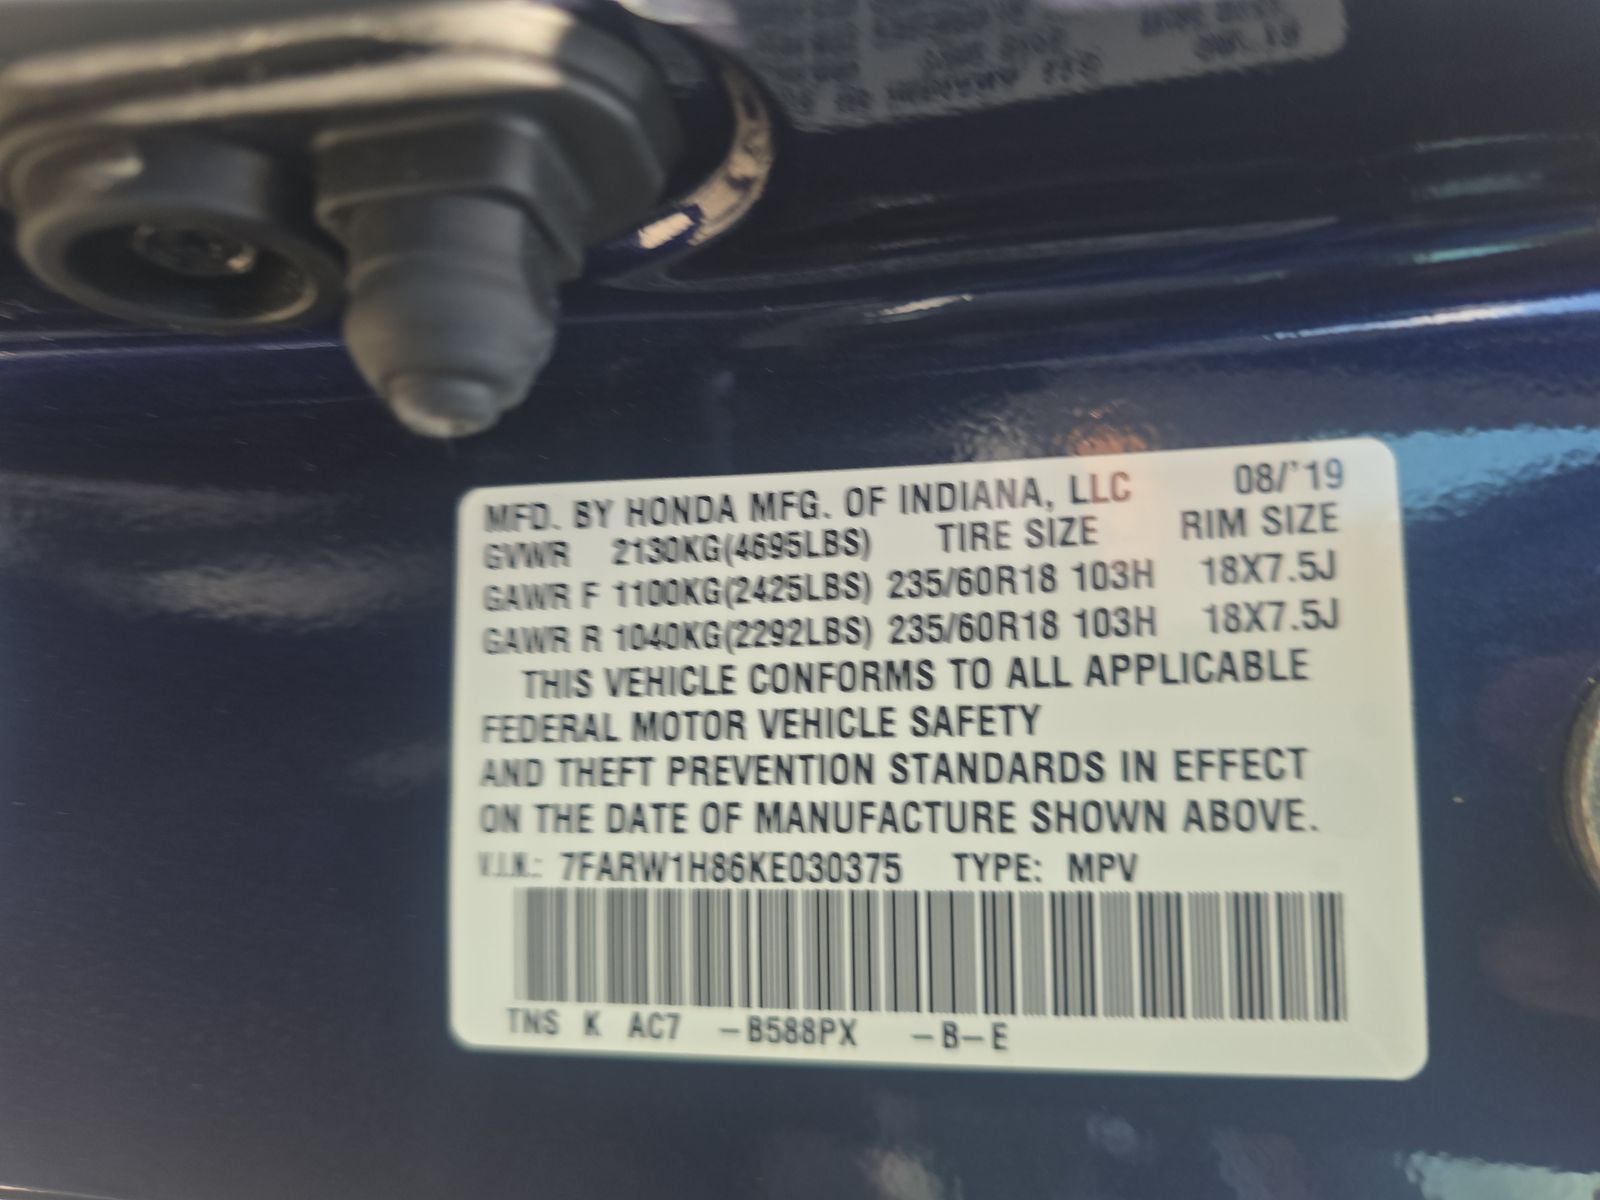 MFD. BY HONDA MFG. OF INDIANA, LLC 08/'19
GVWR 2130KG(4695LBS) TIRE SIZE RIM SIZE
GAWR F 1100KG(2425LBS) 235/60R18 103H 18X7.5J
GAWR R 1040KG(2292LBS) 235/60R18 103H 18X7.5J
THIS VEHICLE CONFORMS TO ALL APPLICABLE
FEDERAL MOTOR VEHICLE SAFETY
AND THEFT PREVENTION STANDARDS IN EFFECT
ON THE DATE OF MANUFACTURE SHOWN ABOVE.
V.I.N.: 7FARW1H86KE030375 TYPE: MPV
TNS K AC7 -B588PX -B-E